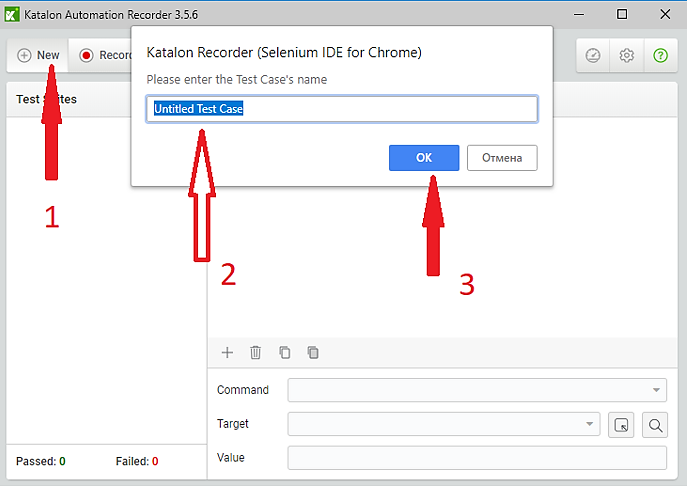 Katalon Automation Recorder 3.5.6
New
Recor
Katalon Recorder (Selenium IDE for Chrome)
Please enter the Test Case's name
Untitled Test Case
OK
Отмена
Test Suites
1
2
3
Command
Target
Value
Passed: 0
Failed: 0